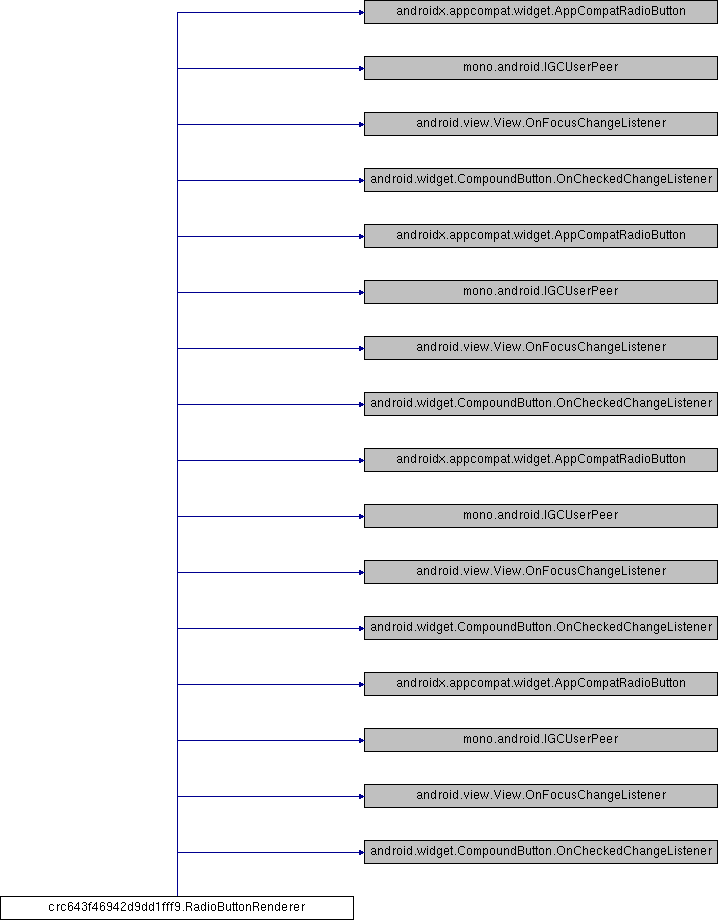 androidx.appcompat.widget.AppCompatRadioButton
mono.android.IGCUserPeer
android.view.View.OnFocusChangeListener
android.widget.CompoundButton.OnCheckedChangeListener
androidx.appcompat.widget.AppCompatRadioButton
mono.android.IGCUserPeer
android.view.View.OnFocusChangeListener
android.widget.CompoundButton.OnCheckedChangeListener
androidx.appcompat.widget.AppCompatRadioButton
mono.android.IGCUserPeer
android.view.View.OnFocusChangeListener
android.widget.CompoundButton.OnCheckedChangeListener
androidx.appcompat.widget.AppCompatRadioButton
mono.android.IGCUserPeer
android.view.View.OnFocusChangeListener
android.widget.CompoundButton.OnCheckedChangeListener
crc643f46942d9dd1fff9.RadioButtonRenderer